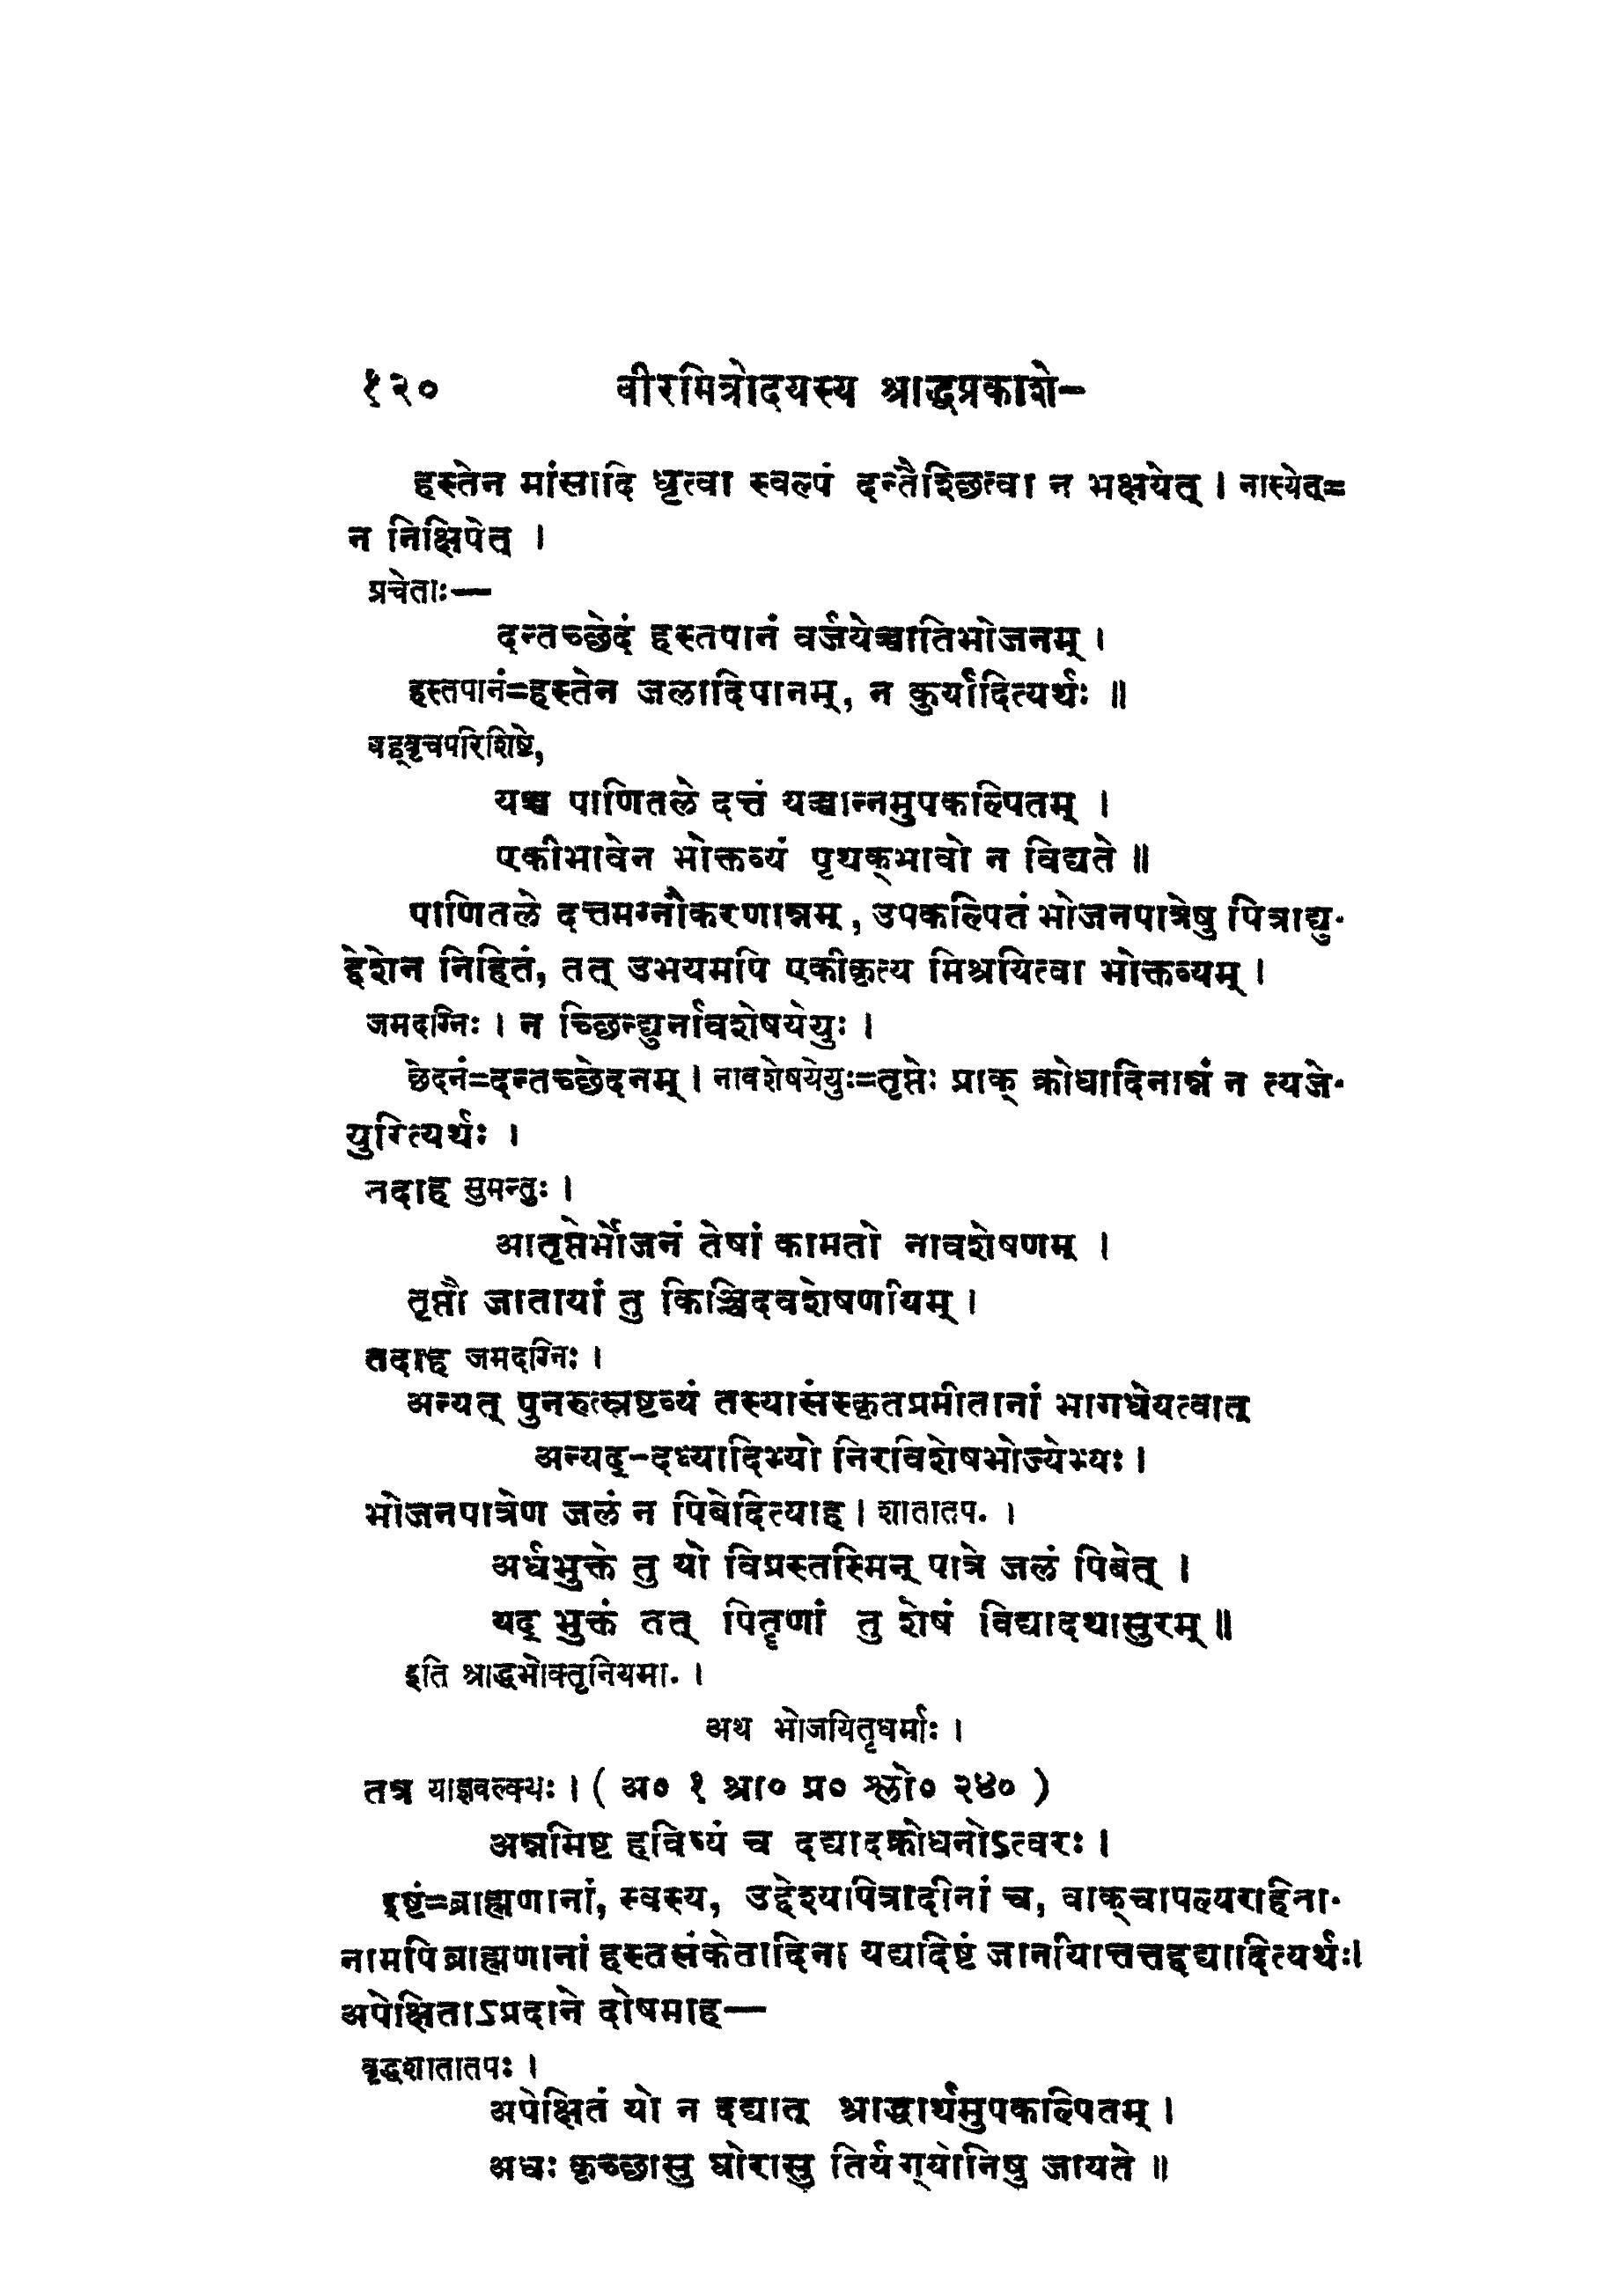 १२० वीरमित्रोदयस्य श्राद्धप्रकाशे-
हस्तेन मांसादि धृत्वा स्वल्पं दन्तैश्छित्वा न भक्षयेत् । नास्येत्=
न निक्षिपेत् ।
प्रचेताः—
दन्तच्छेदं हस्तपानं वर्जयेच्चातिभोजनम् ।
हस्तपानं=हस्तेन जलादिपानम्, न कुर्यादित्यर्थः ॥
बह्वृचपरिशिष्टे,
यच्च पाणितले दत्तं यच्चान्नमुपकल्पितम् ।
एकीभावेन भोक्तव्यं पृथक्भावो न विद्यते ॥
पाणितले दत्तमग्नौकरणान्नम्, उपकल्पितं भोजनपात्रेषु पित्राद्यु-
द्देशेन निहितं, तत् उभयमपि एकीकृत्य मिश्रयित्वा भोक्तव्यम् ।
जमदग्निः । न च्छिन्द्युर्नावशेषयेयुः ।
छेदनं=दन्तच्छेदनम् । नावशेषयेयुः=तृप्तेः प्राक् क्रोधादिनान्नं न त्यजे-
युरित्यर्थः ।
तदाह सुमन्तुः ।
आतृप्तेर्भोजनं तेषां कामतो नावशेषणम् ।
तृप्तौ जातायां तु किञ्चिदवशेषणीयम् ।
तदाह जमदग्निः ।
अन्यत् पुनरुत्स्रष्टव्यं तस्यासंस्कृतप्रमीतानां भागधेयत्वात्
अन्यद्-दध्यादिभ्यो निरविशेषभोज्येभ्यः ।
भोजनपात्रेण जलं न पिबेदित्याह । शातातप. ।
अर्धभुक्ते तु यो विप्रस्तस्मिन् पात्रे जलं पिबेत् ।
यद् भुक्तं तत् पितॄणां तु शेषं विद्यादथासुरम् ॥
इति श्राद्धभोक्तृनियमा. ।
अथ भोजयितृधर्माः ।
तत्र याज्ञवल्क्यः । ( अ० १ श्रा० प्र० श्लो० २४० )
अन्नमिष्ट हविष्यं च दद्यादक्रोधनोऽत्वरः ।
इष्टं=ब्राह्मणानां, स्वस्य, उद्देश्यपित्रादीनां च, वाक्चापल्यरहिता-
नामपि ब्राह्मणानां हस्तसंकेतादिना यद्यदिष्टं जानीयात्तत्तद्दद्यादित्यर्थः।
अपेक्षिताऽप्रदाने दोषमाह—
वृद्धशातातपः ।
अपेक्षितं यो न दद्यात् श्राद्धार्थमुपकल्पितम् ।
अधः कृच्छासु घोरासु तिर्यग्योनिषु जायते ॥